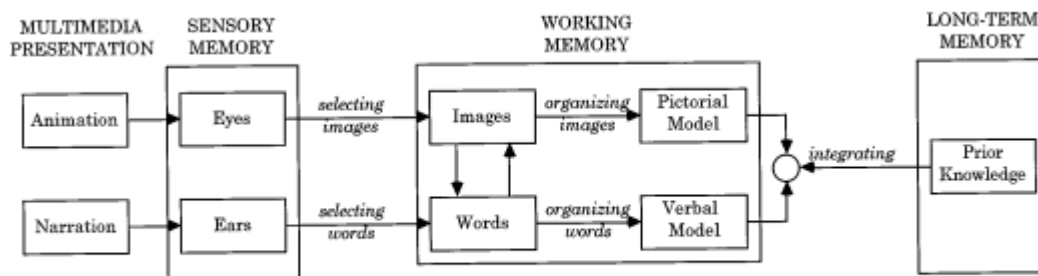 MULTIMEDIA
PRESENTATION
SENSORY
MEMORY
WORKING
MEMORY
LONG-TERM
MEMORY
Animation
Eyes
selecting
images
Images
organizing
images
Pictorial
Model
integrating
Prior
Knowledge
Narration
Ears
selecting
words
Words
organizing
words
Verbal
Model